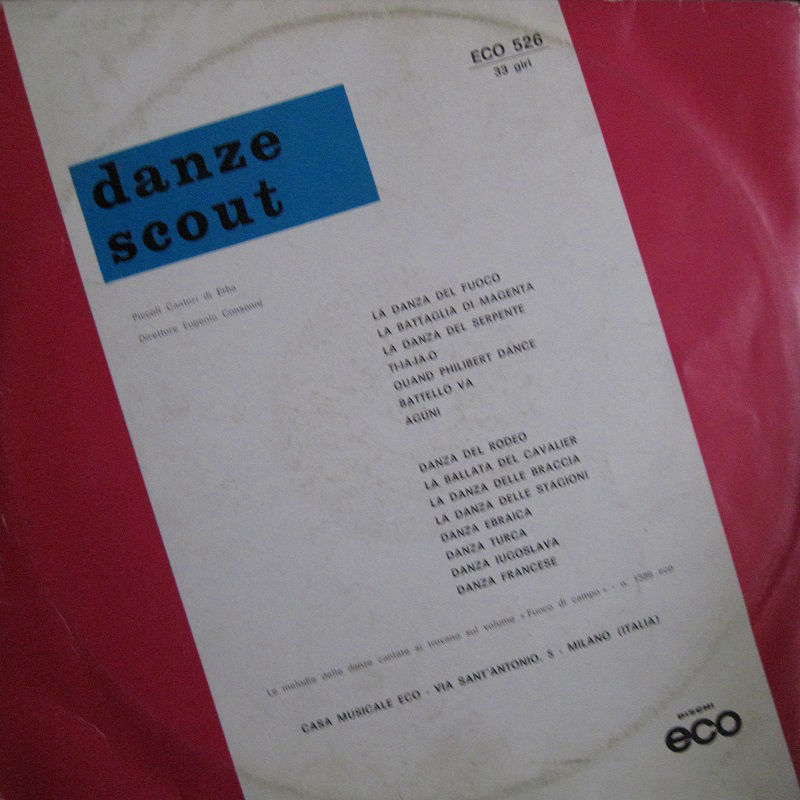 ECO 526
33 giri
danze
scout
Piccoli Cantori di Erba
Direttore Eugenio Consonni
LA DANZA DEL FUOCO
LA BATTAGLIA DI MAGENTA
LA DANZA DEL SERPENTE
TI-IA-IA-O
QUAND PHILIBERT DANCE
BATTELLO VA
AGÜNI
DANZA DEL RODEO
LA BALLATA DEL CAVALIER
LA DANZA DELLE BRACCIA
LA DANZA DELLE STAGIONI
DANZA EBRAICA
DANZA TURCA
DANZA IUGOSLAVA
DANZA FRANCESE
Le melodie delle danze cantate si trovano sul volume « Fuoco di campo » - n. 1598 eco
CASA MUSICALE ECO - VIA SANT'ANTONIO, 5 - MILANO (ITALIA)
DISCHI
eco